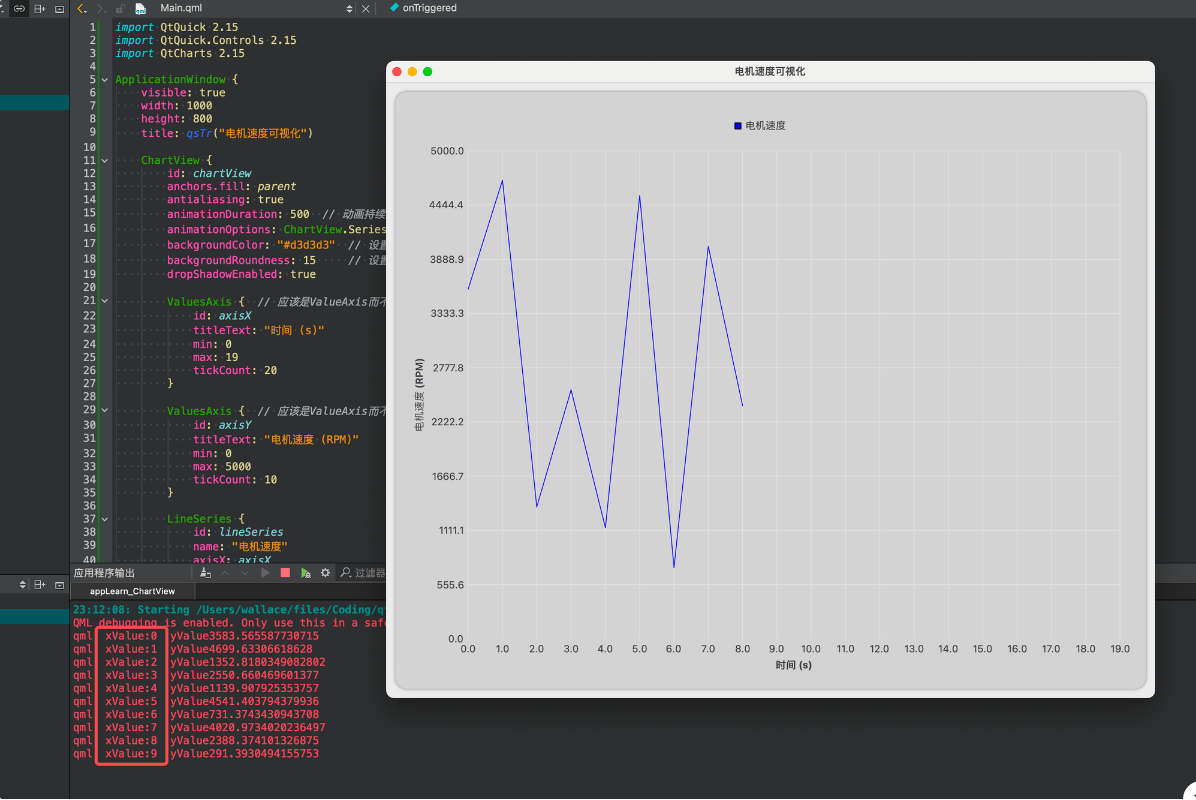 Main.qml
onTriggered
1 import QtQuick 2.15
2 import QtQuick.Controls 2.15
3 import QtCharts 2.15
4
5 ApplicationWindow {
6 visible: true
7 width: 1000
8 height: 800
9 title: qsTr("电机速度可视化")
10
11 ChartView {
12 id: chartView
13 anchors.fill: parent
14 antialiasing: true
15 animationDuration: 500 // 动画持续
16 animationOptions: ChartView.Series
17 backgroundColor: "#d3d3d3" // 设置
18 backgroundRoundness: 15 // 设置
19 dropShadowEnabled: true
20
21 ValuesAxis { // 应该是ValueAxis而不
22 id: axisX
23 titleText: "时间 (s)"
24 min: 0
25 max: 19
26 tickCount: 20
27 }
28
29 ValuesAxis { // 应该是ValueAxis而不
30 id: axisY
31 titleText: "电机速度 (RPM)"
32 min: 0
33 max: 5000
34 tickCount: 10
35 }
36
37 LineSeries {
38 id: lineSeries
39 name: "电机速度"
40 axisX: axisX
应用程序输出
过滤器
appLearn_ChartView
23:12:08: Starting /Users/wallace/files/Coding/qt
QML debugging is enabled. Only use this in a safe
qml xValue:0 yValue3583.565587730715
qml xValue:1 yValue4699.63306618628
qml xValue:2 yValue1352.8180349082802
qml xValue:3 yValue2550.660469601377
qml xValue:4 yValue1139.907925353757
qml xValue:5 yValue4541.403794379936
qml xValue:6 yValue731.3743430943708
qml xValue:7 yValue4020.9734020236497
qml xValue:8 yValue2388.374101326875
qml xValue:9 yValue291.3930494155753
电机速度可视化
电机速度
5000.0
4444.4
3888.9
3333.3
2777.8
2222.2
1666.7
1111.1
555.6
0.0
电机速度 (RPM)
0.0 1.0 2.0 3.0 4.0 5.0 6.0 7.0 8.0 9.0 10.0 11.0 12.0 13.0 14.0 15.0 16.0 17.0 18.0 19.0
时间 (s)